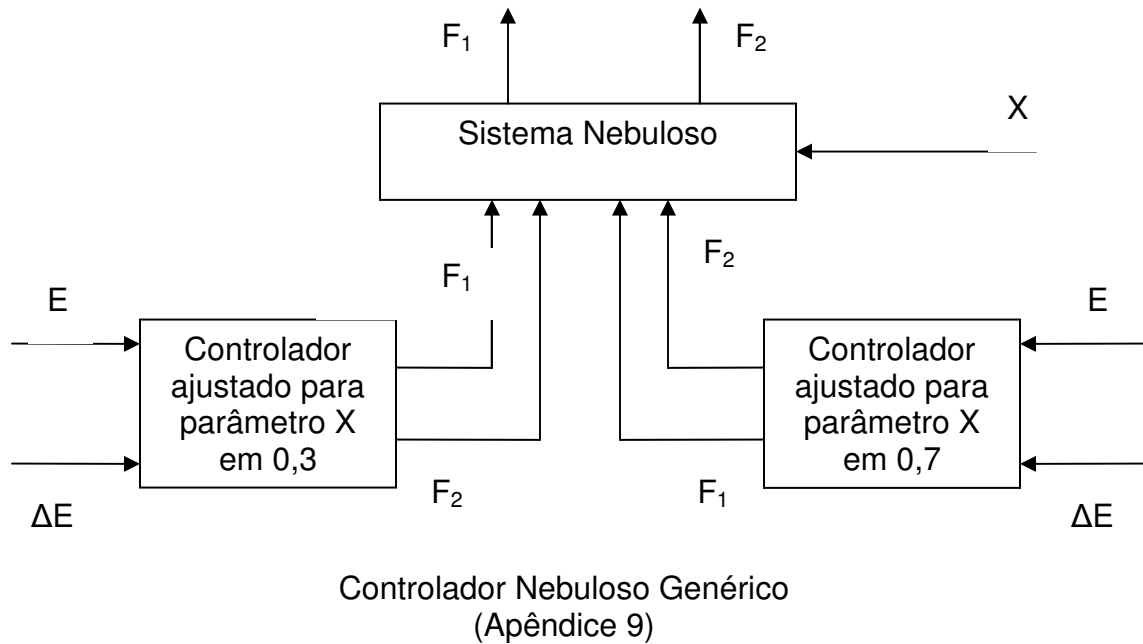 F₁
F₂
Sistema Nebuloso
X
F₁
F₂
E
E
Controlador
ajustado para
parâmetro X
em 0,3
Controlador
ajustado para
parâmetro X
em 0,7
F₂
F₁
ΔE
ΔE
Controlador Nebuloso Genérico
(Apêndice 9)